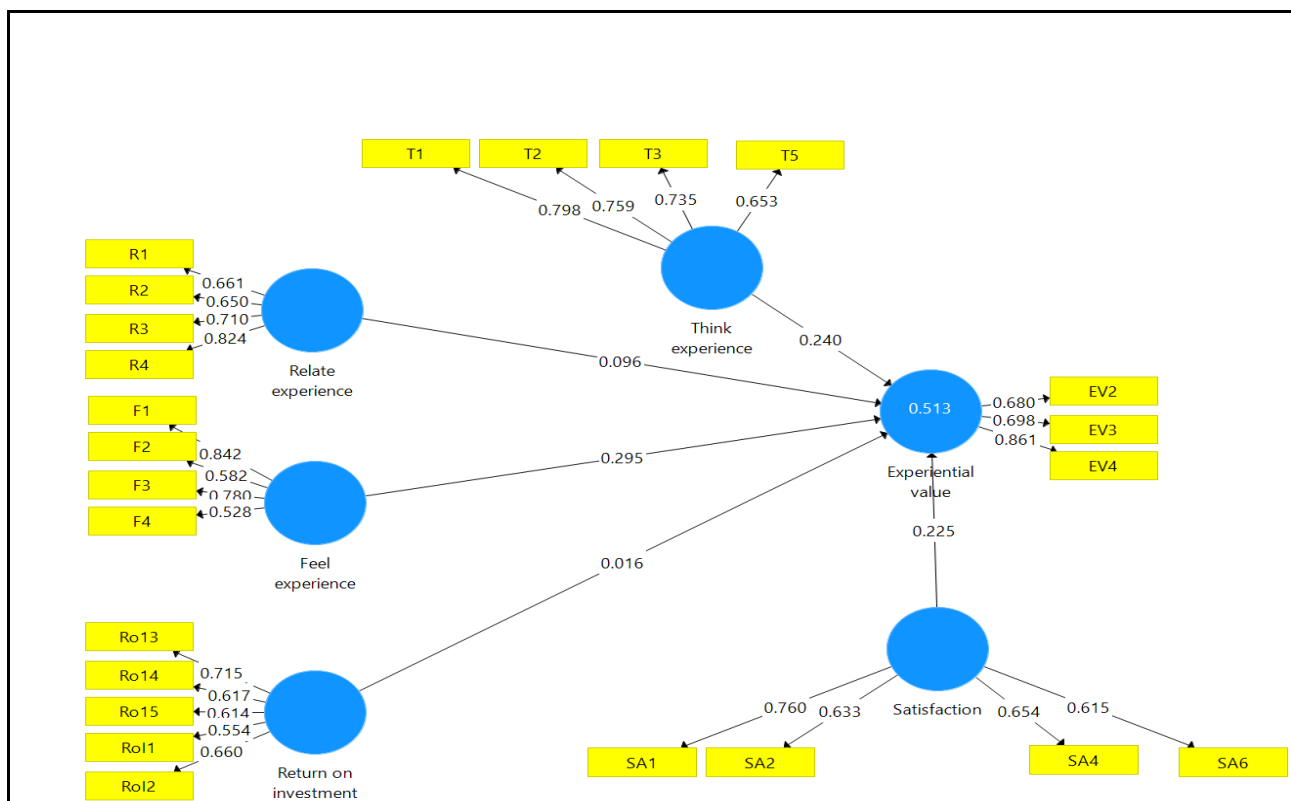 T1
T2
T3
T5
0.798
0.759
0.735
0.653
Think
experience
0.240
R1
R2
R3
R4
0.661
0.650
0.710
0.824
Relate
experience
0.096
F1
F2
F3
F4
0.842
0.582
0.780
0.528
Feel
experience
0.295
0.513
Experiential
value
0.680
0.698
0.861
EV2
EV3
EV4
0.016
0.225
Ro13
Ro14
Ro15
RoI1
RoI2
0.715
0.617
0.614
0.554
0.660
Return on
investment
Satisfaction
0.760
0.633
0.654
0.615
SA1
SA2
SA4
SA6